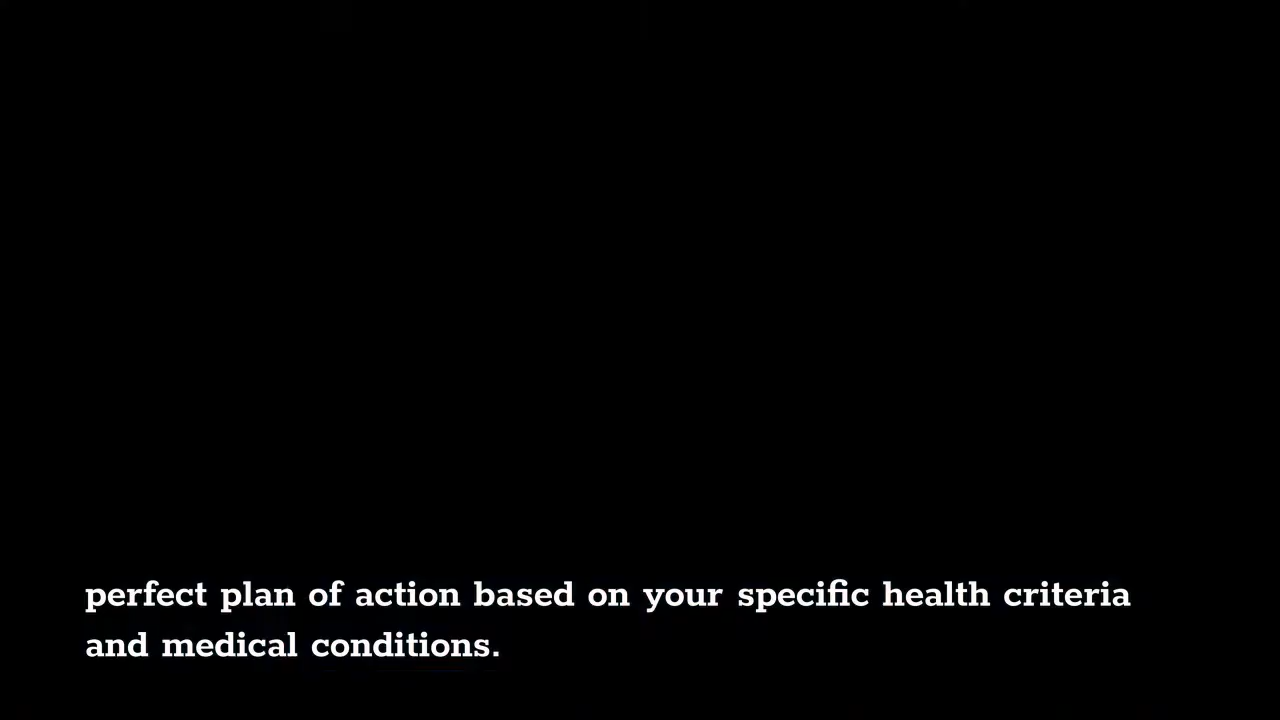 perfect plan of action based on your specific health criteria
and medical conditions.